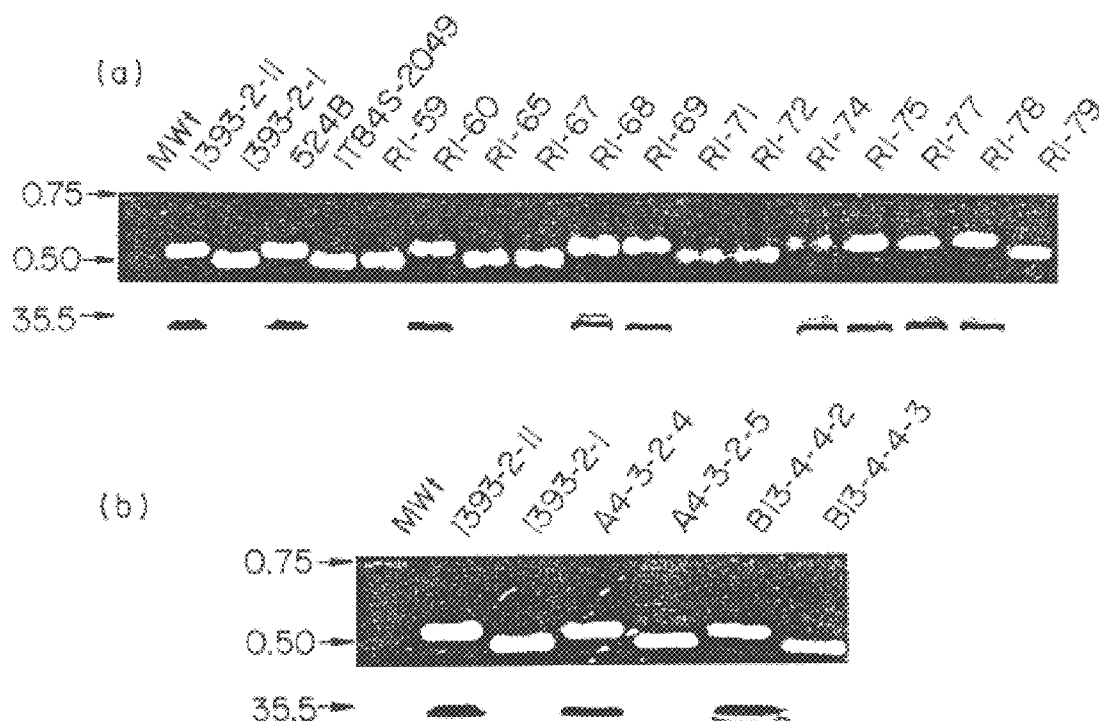 (a)
MWt
1393-2-11
1393-2-1
524B
IT84S-2049
RI-59
RI-60
RI-65
RI-67
RI-68
RI-69
RI-71
RI-72
RI-74
RI-75
RI-77
RI-78
RI-79
0.75
0.50
35.5
(b)
MWt
1393-2-11
1393-2-1
A4-3-2-4
A4-3-2-5
B13-4-4-2
B13-4-4-3
0.75
0.50
35.5